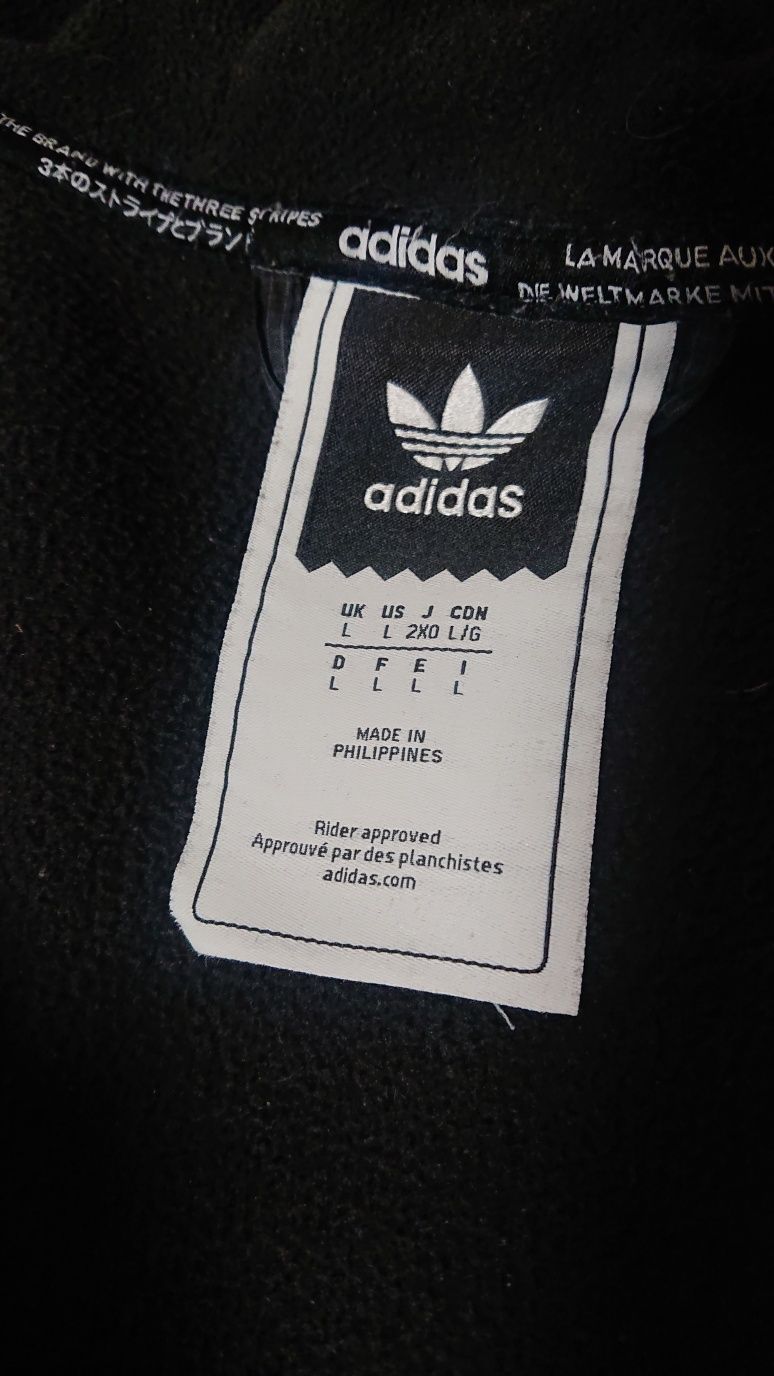 THE BRAND WITH THE THREE STRIPES
3本のストライプとブランド
adidas
LA MARQUE AUX
DIE WELTMARKE MIT
adidas
UK US J CDN
L L 2XO L/G
D F E I
L L L L
MADE IN
PHILIPPINES
Rider approved
Approuvé par des planchistes
adidas.com